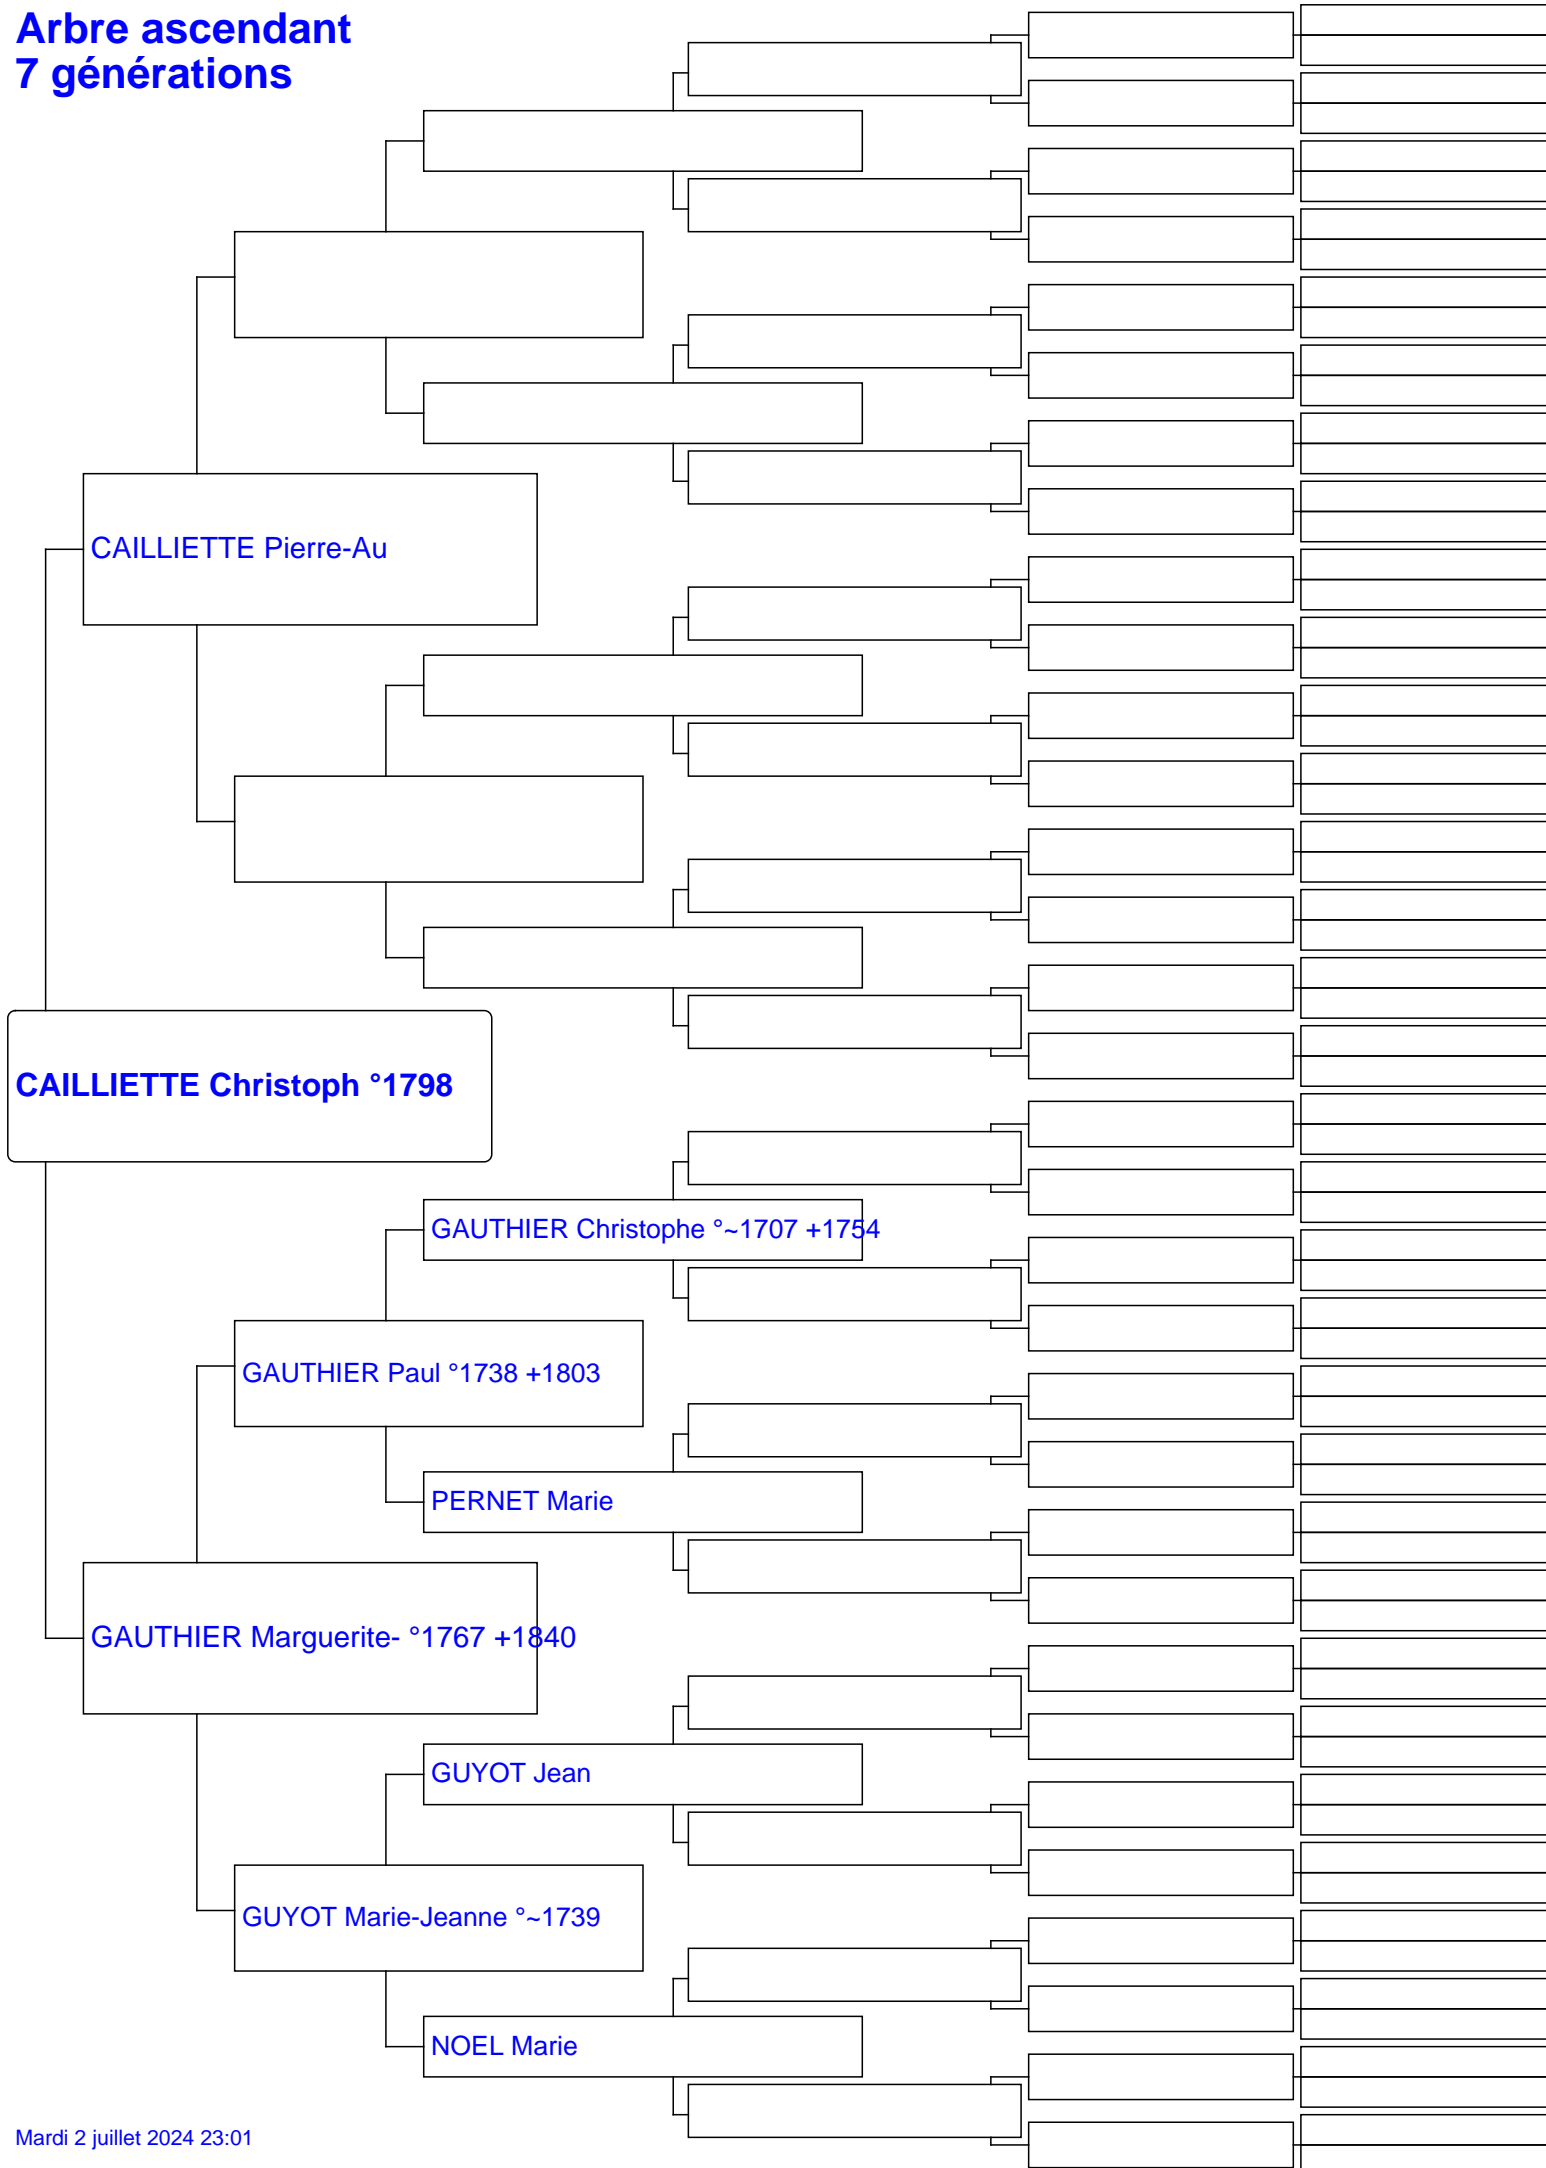 Arbre ascendant
7 générations
CAILLIETTE Pierre-Au
CAILLIETTE Christoph °1798
GAUTHIER Christophe °~1707 +1754
GAUTHIER Paul °1738 +1803
PERNET Marie
GAUTHIER Marguerite- °1767 +1840
GUYOT Jean
GUYOT Marie-Jeanne °~1739
NOEL Marie
Mardi 2 juillet 2024 23:01